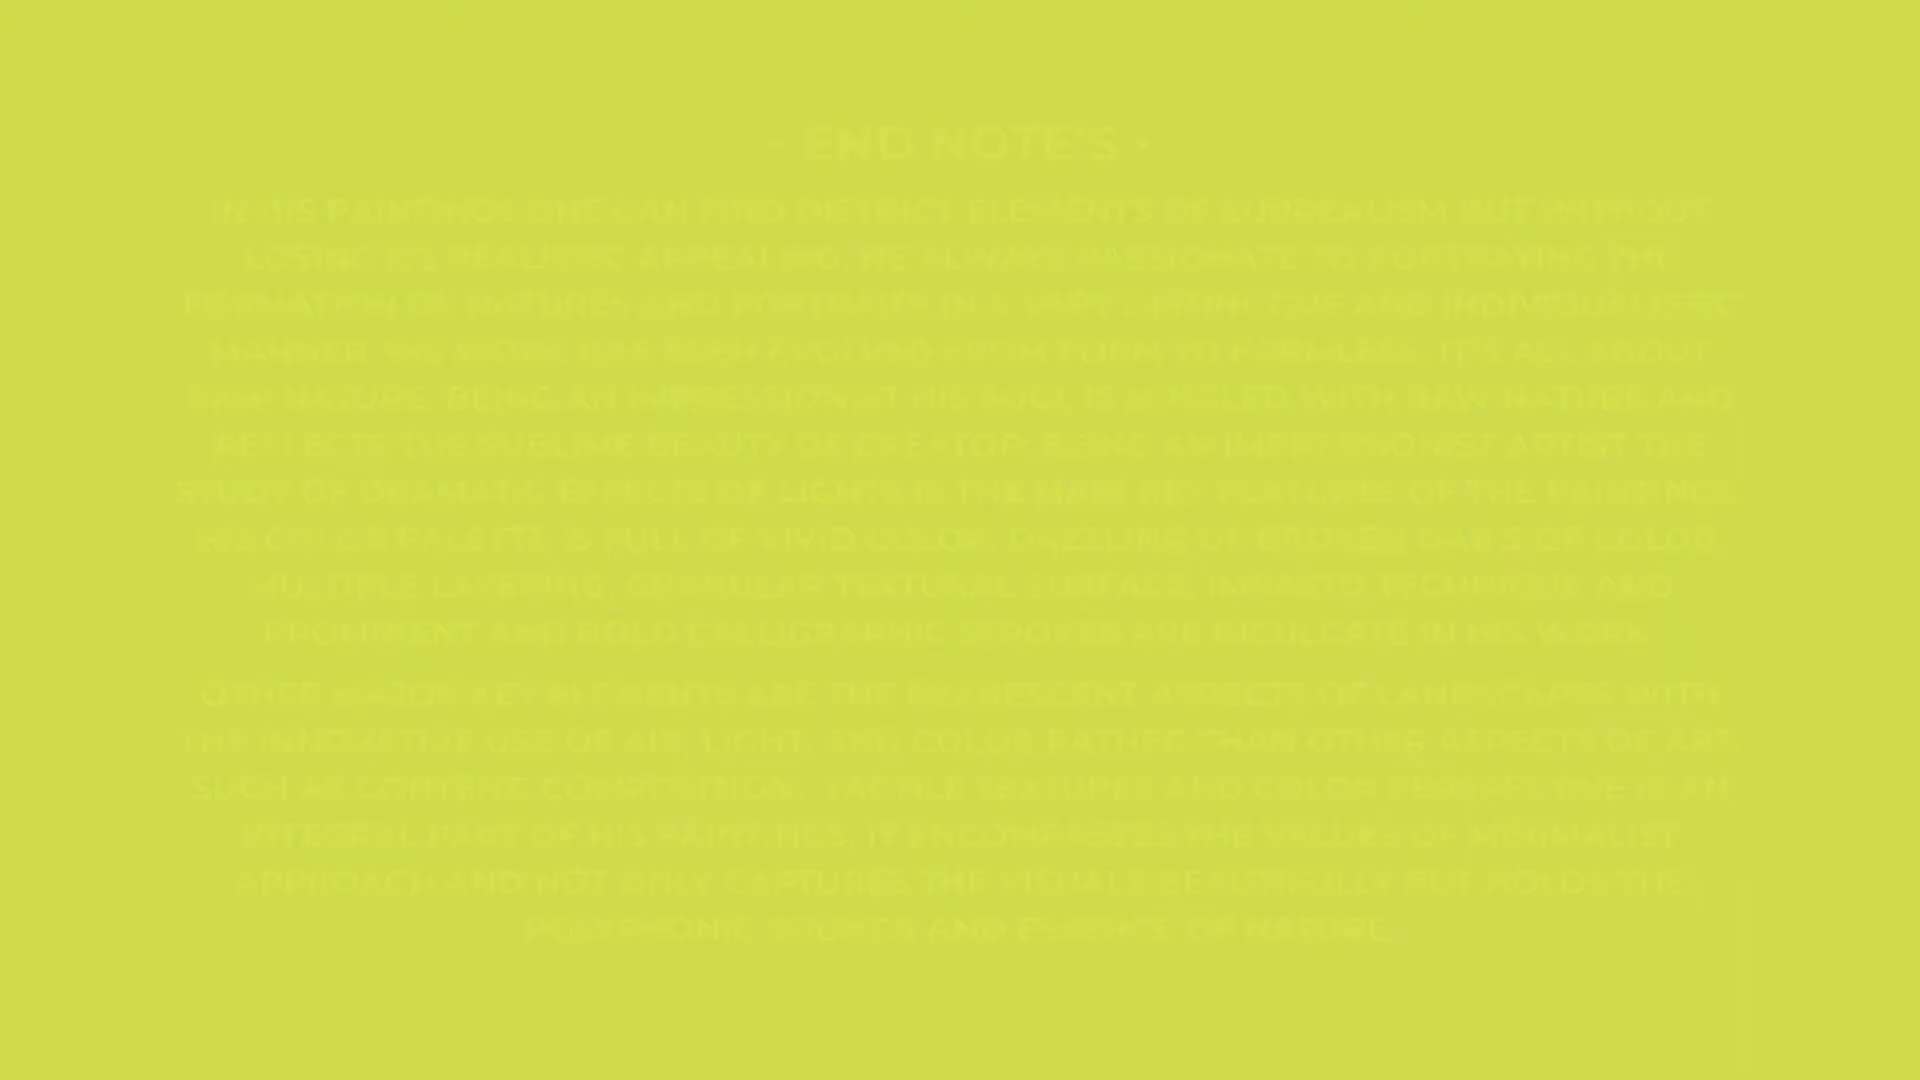 - END NOTE'S -
IN HIS PAINTINGS ONE CAN FIND DISTINCT ELEMENTS OF SURREALISM BUT WITHOUT
LOSING ITS REALISTIC APPEALING. HE ALWAYS PASSIONATE TO PORTRAYING THE
FORMATION OF NATURES AND PORTRAITS IN A VERY DISTINCTIVE AND INDIVIDUALISTIC
MANNER. HIS WORK HAS BEEN EVOLVED FROM FORM TO FORMLESS. IT'S ALL ABOUT
RAW NATURE. BEING AN IMPRESSIONIST HIS SOUL IS MINGLED WITH RAW NATURE AND
REFLECTS THE SUBLIME BEAUTY OF CREATOR. BEING AN IMPRESSIONIST ARTIST THE
STUDY OF DRAMATIC EFFECTS OF LIGHTS IS THE MAIN KEY FEATURES OF THE PAINTING.
HIS COLOR PALETTE IS FULL OF VIVID COLOR, DAZZLING OF BROKEN DAB'S OF COLOR,
MULTIPLE LAYERING, GRANULAR TEXTURAL SURFACE, IMPASTO TECHNIQUE AND
PROMINENT AND BOLD CALLIGRAPHIC STROKES ARE IN HIS WORK.
OTHER MAJOR KEY ELEMENTS ARE THE EVANESCENT ASPECTS OF LANDSCAPES WITH
THE INNOVATIVE USE OF AIR, LIGHT, AND COLOR RATHER THAN OTHER ASPECTS OF ART,
SUCH AS CONTENT, COMPOSITION. TACTILE TEXTURES AND COLOR PERSPECTIVE IS AN
INTEGRAL PART OF HIS PAINTINGS. IT ENCOMPASSES THE VALUES OF MINIMALIST
APPROACH AND NOT ONLY CAPTURES THE VISUALS BEAUTIFULLY BUT HOLDS THE
POLYPHONIC SOUNDS AND ESSENCE OF NATURE.